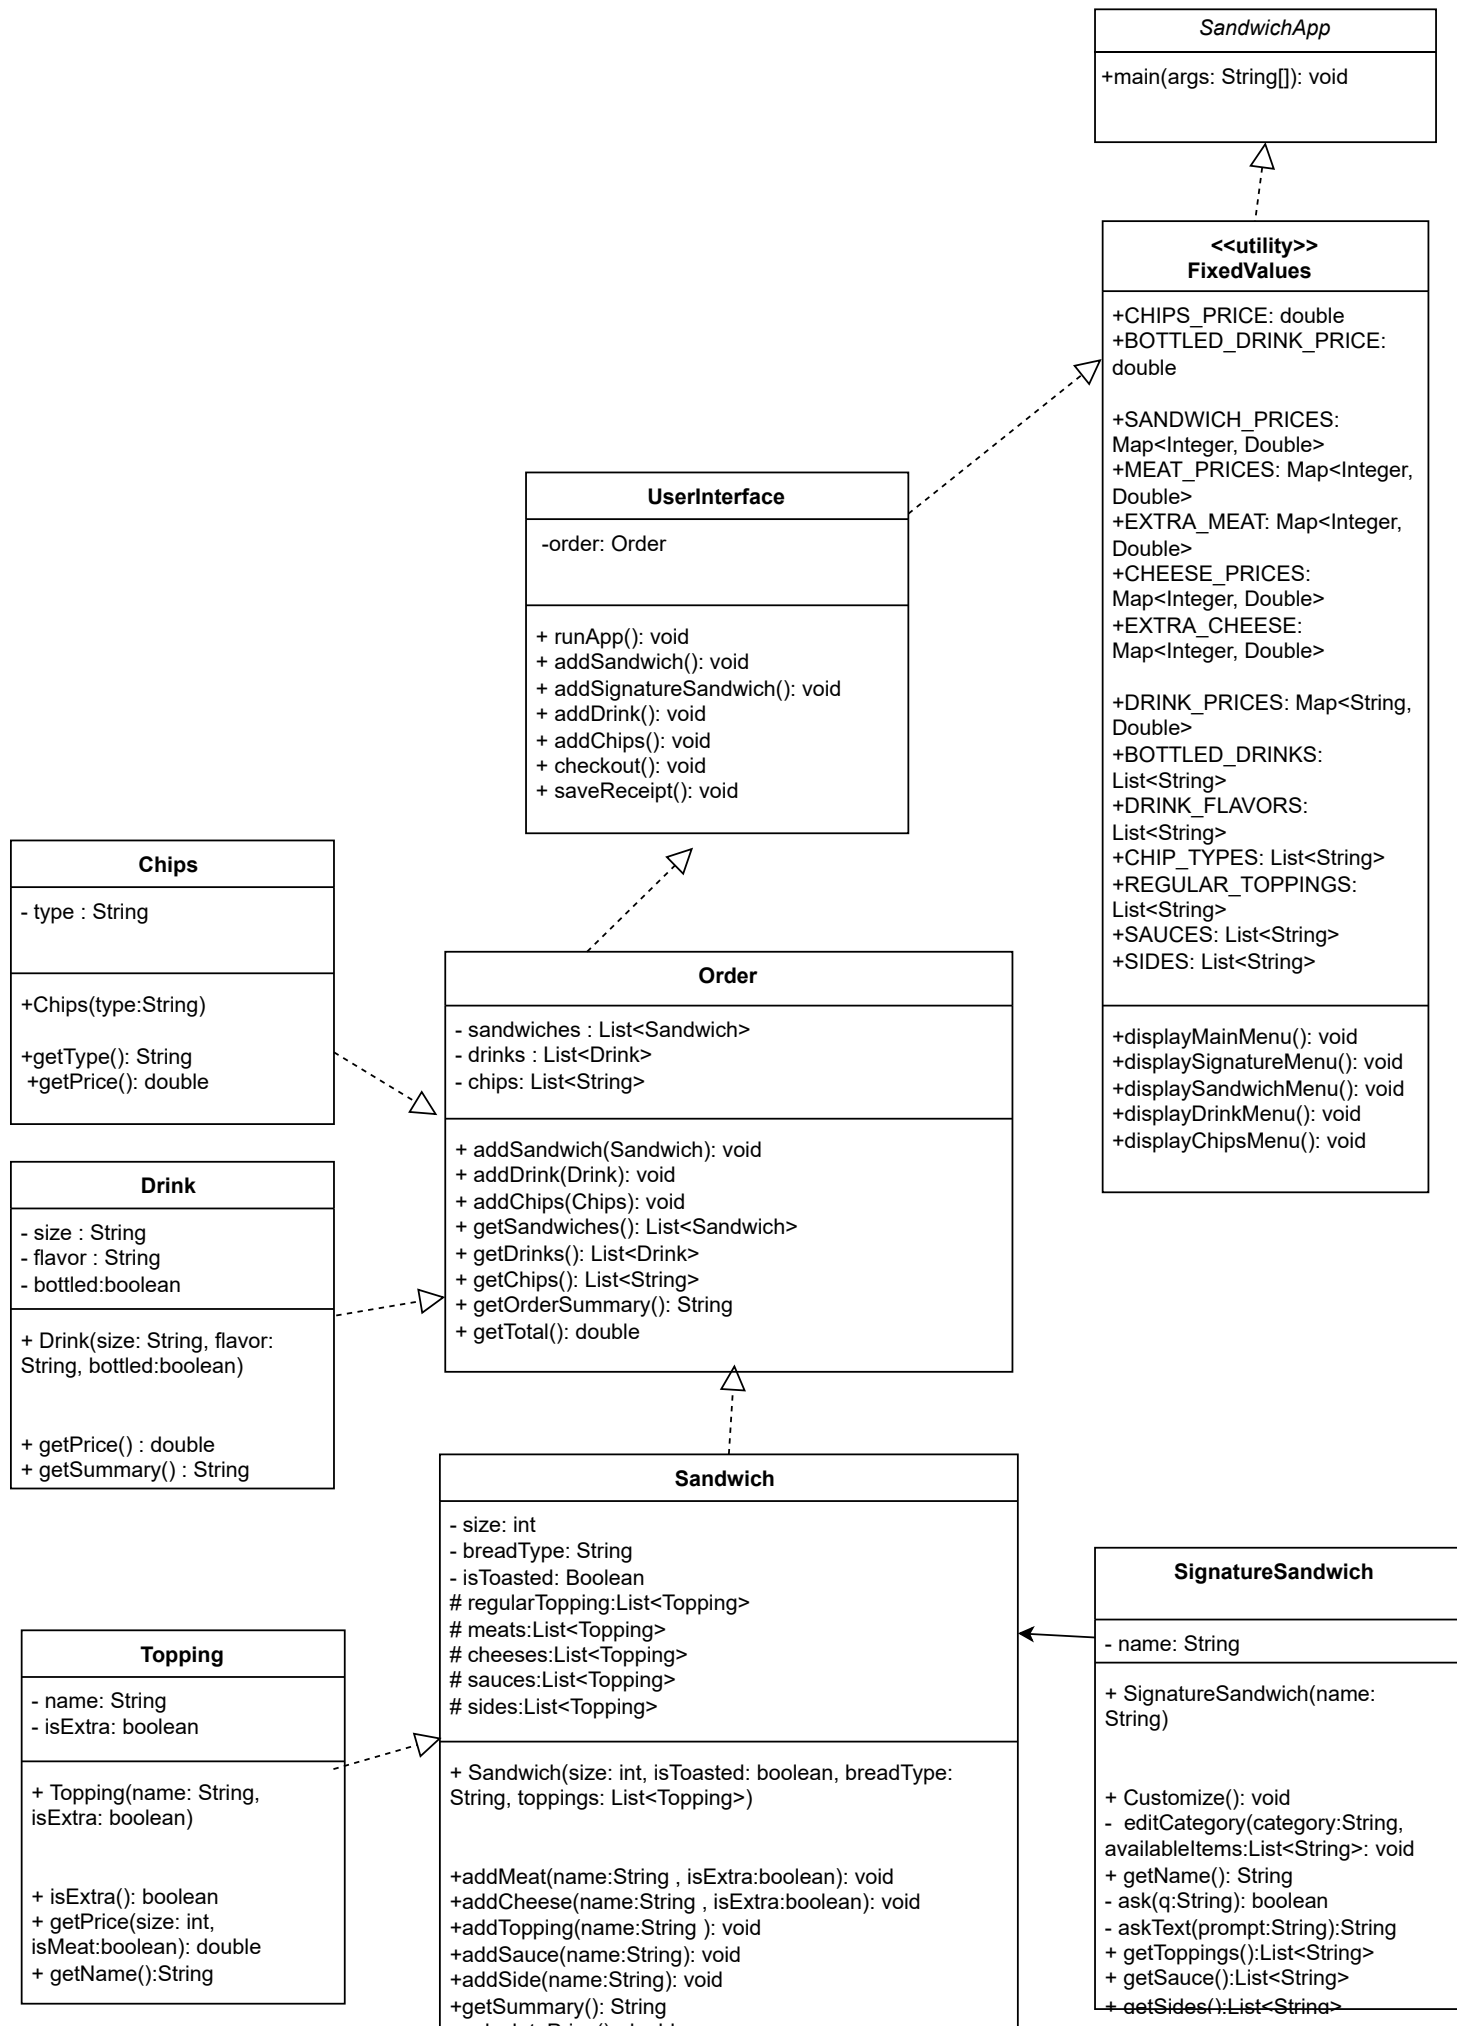 SandwichApp
+main(args: String[]): void
<<utility>>
FixedValues
+CHIPS_PRICE: double
+BOTTLED_DRINK_PRICE:
double
+SANDWICH_PRICES:
Map<Integer, Double>
+MEAT_PRICES: Map<Integer,
Double>
+EXTRA_MEAT: Map<Integer,
Double>
+CHEESE_PRICES:
Map<Integer, Double>
+EXTRA_CHEESE:
Map<Integer, Double>
+DRINK_PRICES: Map<String,
Double>
+BOTTLED_DRINKS:
List<String>
+DRINK_FLAVORS:
List<String>
+CHIP_TYPES: List<String>
+REGULAR_TOPPINGS:
List<String>
+SAUCES: List<String>
+SIDES: List<String>
+displayMainMenu(): void
+displaySignatureMenu(): void
+displaySandwichMenu(): void
+displayDrinkMenu(): void
+displayChipsMenu(): void
UserInterface
-order: Order
+ runApp(): void
+ addSandwich(): void
+ addSignatureSandwich(): void
+ addDrink(): void
+ addChips(): void
+ checkout(): void
+ saveReceipt(): void
Chips
- type : String
+Chips(type:String)
+getType(): String
+getPrice(): double
Order
- sandwiches : List<Sandwich>
- drinks : List<Drink>
- chips: List<String>
+ addSandwich(Sandwich): void
+ addDrink(Drink): void
+ addChips(Chips): void
+ getSandwiches(): List<Sandwich>
+ getDrinks(): List<Drink>
+ getChips(): List<String>
+ getOrderSummary(): String
+ getTotal(): double
Drink
- size : String
- flavor : String
- bottled:boolean
+ Drink(size: String, flavor:
String, bottled:boolean)
+ getPrice() : double
+ getSummary() : String
Sandwich
- size: int
- breadType: String
- isToasted: Boolean
# regularTopping:List<Topping>
# meats:List<Topping>
# cheeses:List<Topping>
# sauces:List<Topping>
# sides:List<Topping>
+ Sandwich(size: int, isToasted: boolean, breadType:
String, toppings: List<Topping>)
+addMeat(name:String , isExtra:boolean): void
+addCheese(name:String , isExtra:boolean): void
+addTopping(name:String ): void
+addSauce(name:String): void
+addSide(name:String): void
+getSummary(): String
Topping
- name: String
- isExtra: boolean
+ Topping(name: String,
isExtra: boolean)
+ isExtra(): boolean
+ getPrice(size: int,
isMeat:boolean): double
+ getName():String
SignatureSandwich
- name: String
+ SignatureSandwich(name:
String)
+ Customize(): void
- editCategory(category:String,
availableItems:List<String>: void
+ getName(): String
- ask(q:String): boolean
- askText(prompt:String):String
+ getToppings():List<String>
+ getSauce():List<String>
+ getSides():List<String>